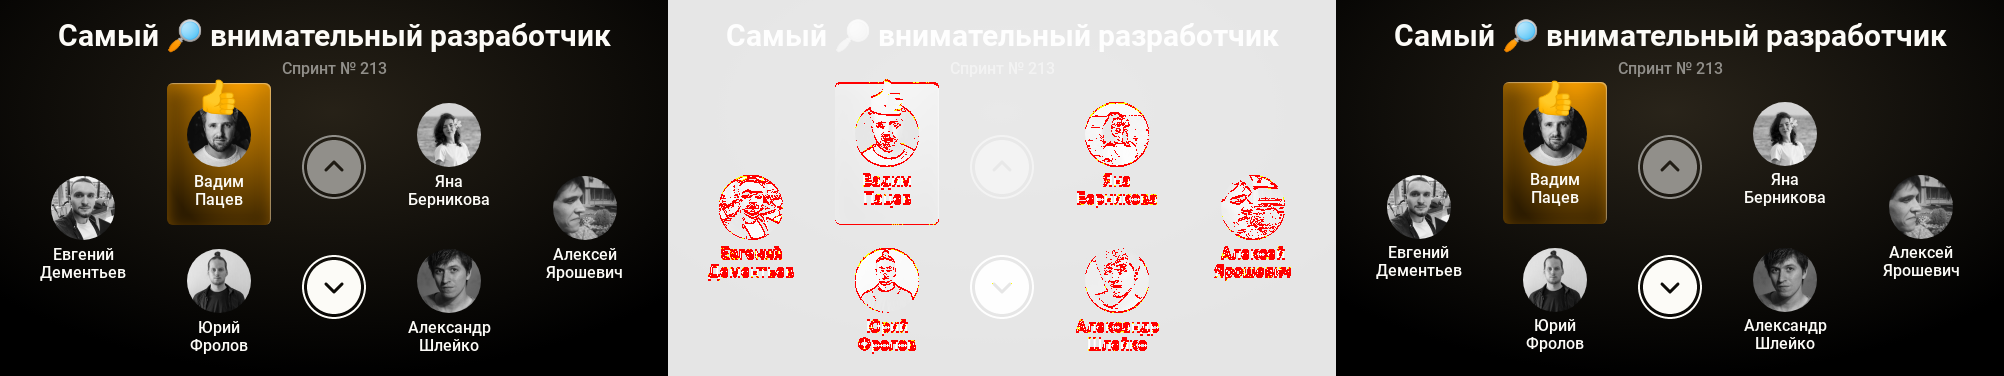 Самый 🔎 внимательный разработчик
Спринт № 213
Вадим
Пацев
Яна
Берникова
Евгений
Дементьев
Алексей
Ярошевич
Юрий
Фролов
Александр
Шлейко
Самый 🔎 внимательный разработчик
Спринт № 213
Вадим
Пацев
Яна
Берникова
Евгений
Дементьев
Алексей
Ярошевич
Юрий
Фролов
Александр
Шлейко
Самый 🔎 внимательный разработчик
Спринт № 213
Вадим
Пацев
Яна
Берникова
Евгений
Дементьев
Алексей
Ярошевич
Юрий
Фролов
Александр
Шлейко